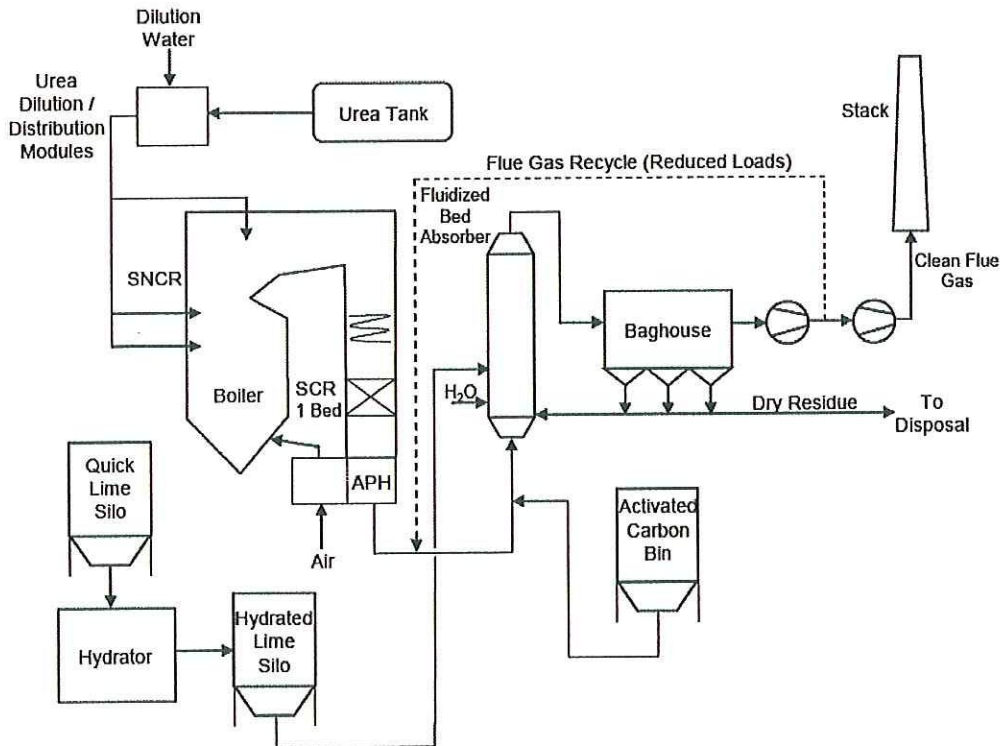 Dilution
Water
Urea
Dilution /
Distribution
Modules
Urea Tank
Stack
Flue Gas Recycle (Reduced Loads)
Fluidized
Bed
Absorber
Clean Flue
Gas
SNCR
Baghouse
Boiler
SCR
1 Bed
H₂O
Dry Residue
To
Disposal
Quick
Lime
Silo
APH
Activated
Carbon
Bin
Air
Hydrator
Hydrated
Lime
Silo